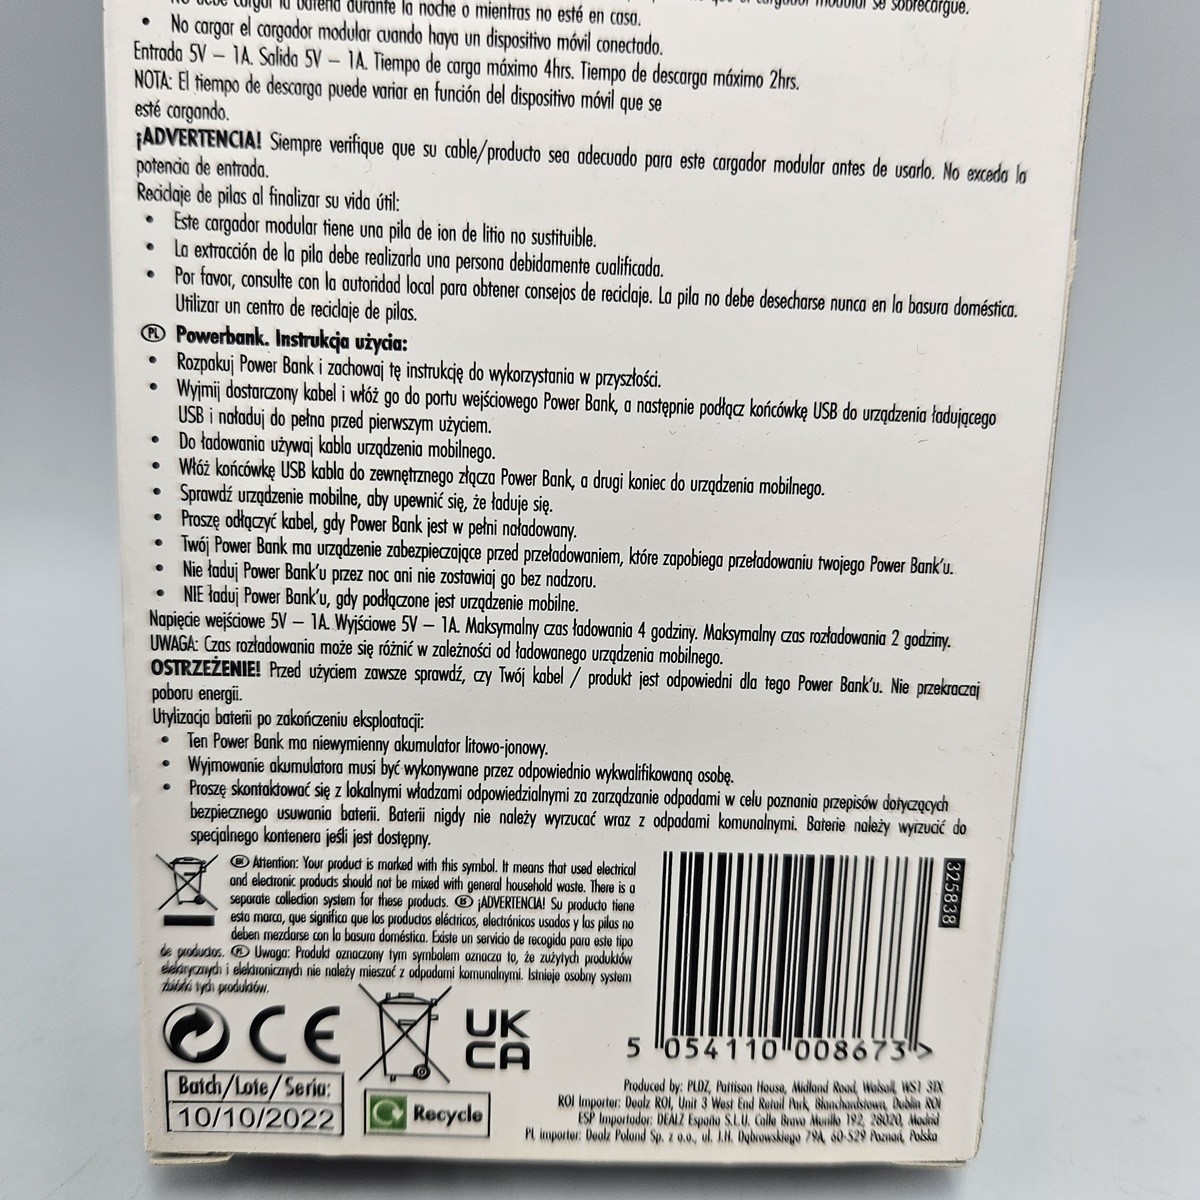 No debe cargar la batería durante la noche o mientras no esté en casa.
que el cargador modular se sobrecargue.
• No cargar el cargador modular cuando haya un dispositivo móvil conectado.
Entrada 5V – 1A. Salida 5V – 1A. Tiempo de carga máximo 4hrs. Tiempo de descarga máximo 2hrs.
NOTA: El tiempo de descarga puede variar en función del dispositivo móvil que se
esté cargando.
¡ADVERTENCIA! Siempre verifique que su cable/producto sea adecuado para este cargador modular antes de usarlo. No exceda la
potencia de entrada.
Reciclaje de pilas al finalizar su vida útil:
• Este cargador modular tiene una pila de ion de litio no sustituible.
• La extracción de la pila debe realizarla una persona debidamente cualificada.
• Por favor, consulte con la autoridad local para obtener consejos de reciclaje. La pila no debe desecharse nunca en la basura doméstica.
Utilizar un centro de reciclaje de pilas.
PL Powerbank. Instrukcja użycia:
• Rozpakuj Power Bank i zachowaj tę instrukcję do wykorzystania w przyszłości.
• Wyjmij dostarczony kabel i włóż go do portu wejściowego Power Bank, a następnie podłącz końcówkę USB do urządzenia ładującego
USB i naładuj do pełna przed pierwszym użyciem.
• Do ładowania używaj kabla urządzenia mobilnego.
• Włóż końcówkę USB kabla do zewnętrznego złącza Power Bank, a drugi koniec do urządzenia mobilnego.
• Sprawdź urządzenie mobilne, aby upewnić się, że ładuje się.
• Proszę odłączyć kabel, gdy Power Bank jest w pełni naładowany.
• Twój Power Bank ma urządzenie zabezpieczające przed przeładowaniem, które zapobiega przeładowaniu twojego Power Bank'u.
• Nie ładuj Power Bank'u przez noc ani nie zostawiaj go bez nadzoru.
• NIE ładuj Power Bank'u, gdy podłączone jest urządzenie mobilne.
Napięcie wejściowe 5V – 1A. Wyjściowe 5V – 1A. Maksymalny czas ładowania 4 godziny. Maksymalny czas rozładowania 2 godziny.
UWAGA: Czas rozładowania może się różnić w zależności od ładowanego urządzenia mobilnego.
OSTRZEŻENIE! Przed użyciem zawsze sprawdź, czy Twój kabel / produkt jest odpowiedni dla tego Power Bank'u. Nie przekraczaj
poboru energii.
Utylizacja baterii po zakończeniu eksploatacji:
• Ten Power Bank ma niewymienny akumulator litowo-jonowy.
• Wyjmowanie akumulatora musi być wykonywane przez odpowiednio wykwalifikowaną osobę.
• Proszę skontaktować się z lokalnymi władzami odpowiedzialnymi za zarządzanie odpadami w celu poznania przepisów dotyczących
bezpiecznego usuwania baterii. Baterii nigdy nie należy wyrzucać wraz z odpadami komunalnymi. Baterie należy wyrzucić do
specjalnego kontenera jeśli jest dostępny.
Attention: Your product is marked with this symbol. It means that used electrical
and electronic products should not be mixed with general household waste. There is a
separate collection system for these products. ES ¡ADVERTENCIA! Su producto tiene
esta marca, que significa que los productos eléctricos, electrónicos usados y las pilas no
deben mezclarse con la basura doméstica. Existe un servicio de recogida para este tipo
de productos. PL Uwaga: Produkt oznaczony tym symbolem oznacza to, że zużytych produktów
elektrycznych i elektronicznych nie należy mieszać z odpadami komunalnymi. Istnieje osobny system
zbiórki tych produktów.
325838
CE
UK
CA
5 054110 008673 >
Batch/Lote/Seria:
10/10/2022
Recycle
Produced by: PLDZ, Pattison House, Midland Road, Walsall, WS1 3TX
ROI Importer: Dealz ROI, Unit 3 West End Retail Park, Blanchardstown, Dublin ROI
ESP Importador: DEALZ España S.L.U. Calle Bravo Murillo 192, 28020, Madrid
PL importer: Dealz Poland Sp. z o.o., ul. J.H. Dąbrowskiego 79A, 60-529 Poznań, Polska